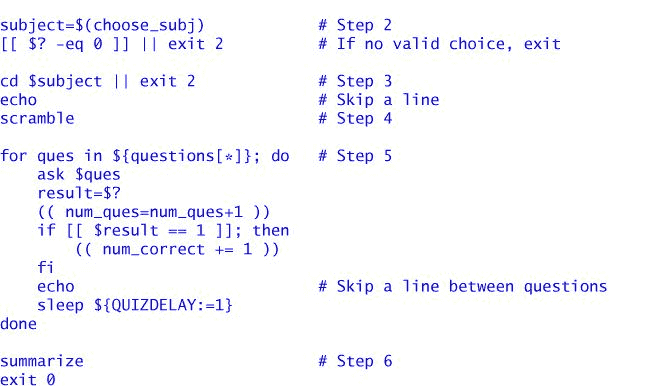 subject=$(choose_subj)                # Step 2
[[ $? -eq 0 ]] || exit 2              # If no valid choice, exit

cd $subject || exit 2                 # Step 3
echo                                  # Skip a line
scramble                              # Step 4

for ques in ${questions[*]}; do       # Step 5
    ask $ques
    result=$?
    (( num_ques=num_ques+1 ))
    if [[ $result == 1 ]]; then
        (( num_correct += 1 ))
    fi
    echo                              # Skip a line between questions
    sleep ${QUIZDELAY:=1}
done

summarize                             # Step 6
exit 0